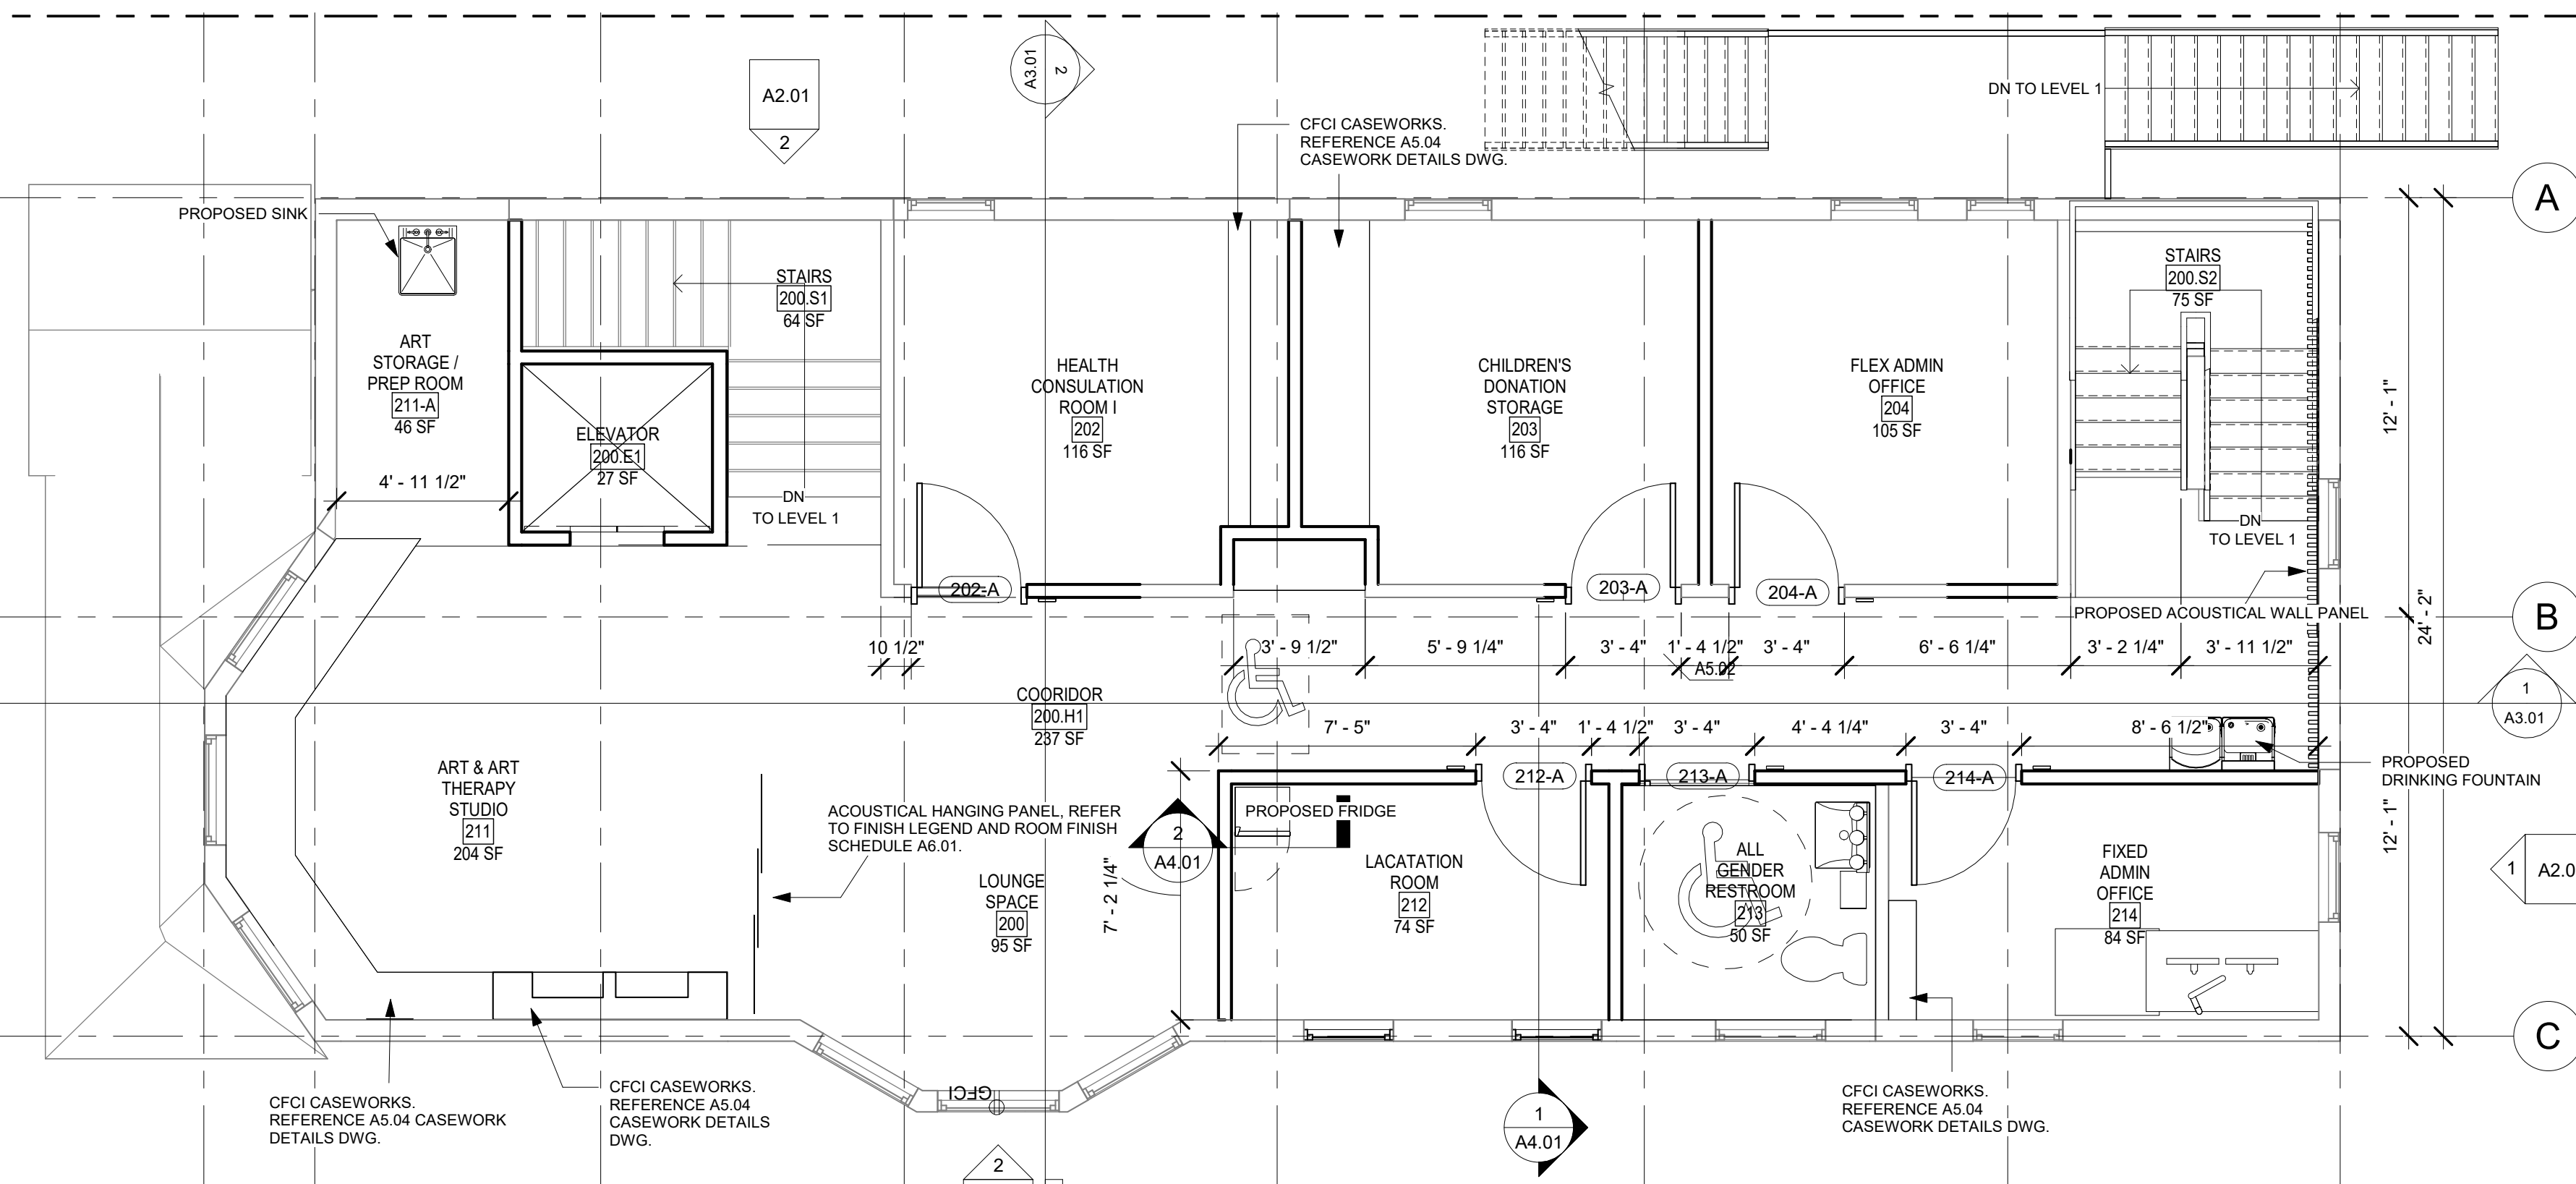 A3.01
2
A2.01
2
DN TO LEVEL 1
CFCI CASEWORKS.
REFERENCE A5.04
CASEWORK DETAILS DWG.
A
PROPOSED SINK
STAIRS
200.S1
64 SF
STAIRS
200.S2
75 SF
ART
STORAGE /
PREP ROOM
211-A
46 SF
HEALTH
CONSULATION
ROOM I
202
116 SF
CHILDREN'S
DONATION
STORAGE
203
116 SF
FLEX ADMIN
OFFICE
204
105 SF
12' - 1"
ELEVATOR
200.E1
27 SF
4' - 11 1/2"
DN
TO LEVEL 1
DN
TO LEVEL 1
202-A
203-A
204-A
PROPOSED ACOUSTICAL WALL PANEL
B
24' - 2"
10 1/2"
3' - 9 1/2"
5' - 9 1/4"
3' - 4"
1' - 4 1/2"
3' - 4"
6' - 6 1/4"
3' - 2 1/4"
3' - 11 1/2"
A5.02
COORIDOR
200.H1
237 SF
1
A3.01
7' - 5"
3' - 4"
1' - 4 1/2"
3' - 4"
4' - 4 1/4"
3' - 4"
8' - 6 1/2"
212-A
213-A
214-A
PROPOSED
DRINKING FOUNTAIN
ART & ART
THERAPY
STUDIO
211
204 SF
ACOUSTICAL HANGING PANEL, REFER
TO FINISH LEGEND AND ROOM FINISH
SCHEDULE A6.01.
PROPOSED FRIDGE
2
A4.01
12' - 1"
7' - 2 1/4"
LOUNGE
SPACE
200
95 SF
LACATATION
ROOM
212
74 SF
ALL
GENDER
RESTROOM
213
50 SF
FIXED
ADMIN
OFFICE
214
84 SF
1
A2.0
C
GFCI
CFCI CASEWORKS.
REFERENCE A5.04 CASEWORK
DETAILS DWG.
CFCI CASEWORKS.
REFERENCE A5.04
CASEWORK DETAILS
DWG.
1
A4.01
CFCI CASEWORKS.
REFERENCE A5.04
CASEWORK DETAILS DWG.
2